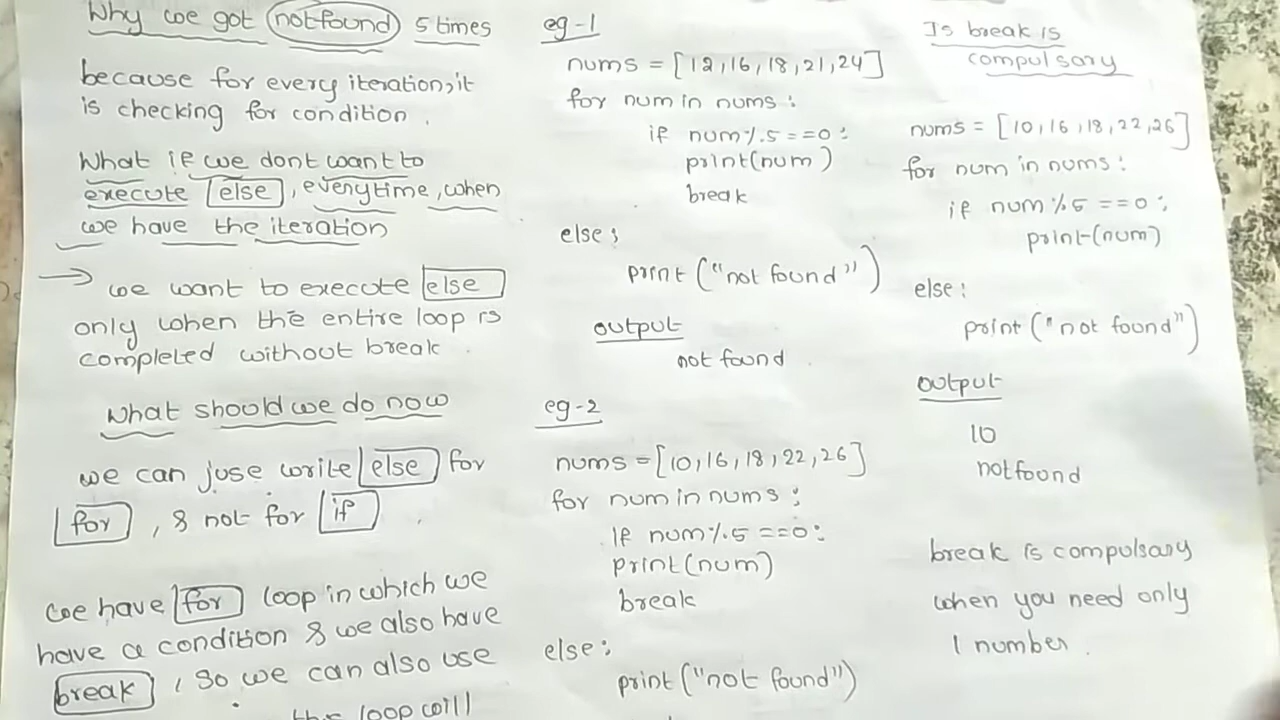 Why we got notfound 5 times
because for every iteration, it
is checking for condition.
What if we dont want to
execute else, everytime, when
we have the iteration
→ we want to execute else
only when the entire loop is
completed without break.
What should we do now
we can juse write else for
for, & not for if.
we have for loop in which we
have a condition & we also have
break, so we can also use
this loop will
eg-1
nums = [12,16,18,21,24]
for num in nums:
if num%5==0:
print(num)
break
else:
print ("not found")
output
not found
eg-2
nums = [10,16,18,22,26]
for num in nums:
if num%5==0:
print(num)
break
else:
print ("not found")
Is break is
compulsary
nums = [10,16,18,22,26]
for num in nums:
if num%5==0:
print(num)
else:
print ("not found")
output
10
notfound
break is compulsary
when you need only
1 number.